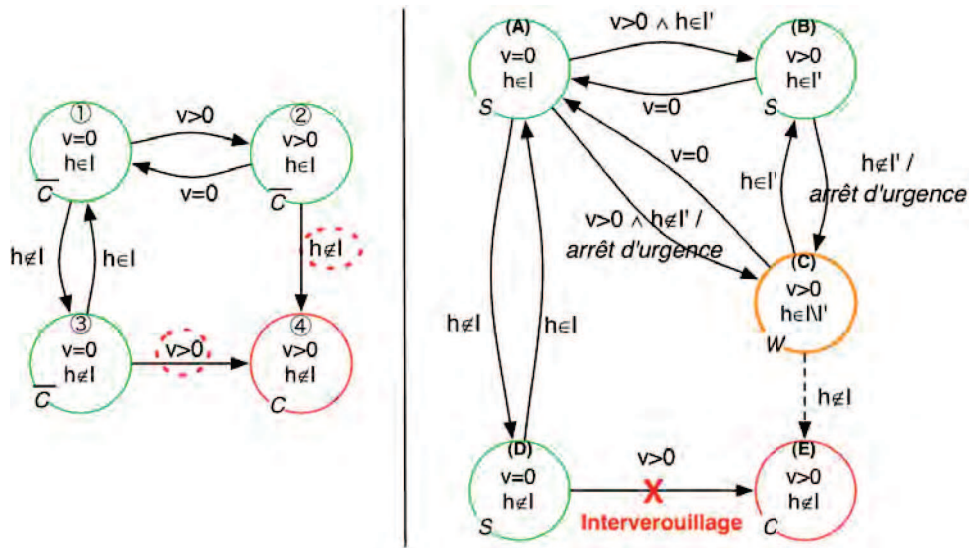 ①
v=0
h∈I
C
v>0
v=0
②
v>0
h∈I
C
h∉I
h∈I
h∉I
③
v=0
h∉I
C
v>0
④
v>0
h∉I
C
(A)
v=0
h∈I
S
v>0 ∧ h∈I'
v=0
(B)
v>0
h∈I'
S
v=0
h∈I'
h∉I' /
arrêt d'urgence
v>0 ∧ h∉I' /
arrêt d'urgence
(C)
v>0
h∈I\I'
W
h∉I
h∈I
h∉I
(D)
v=0
h∉I
S
v>0
X
Interverouillage
(E)
v>0
h∉I
C